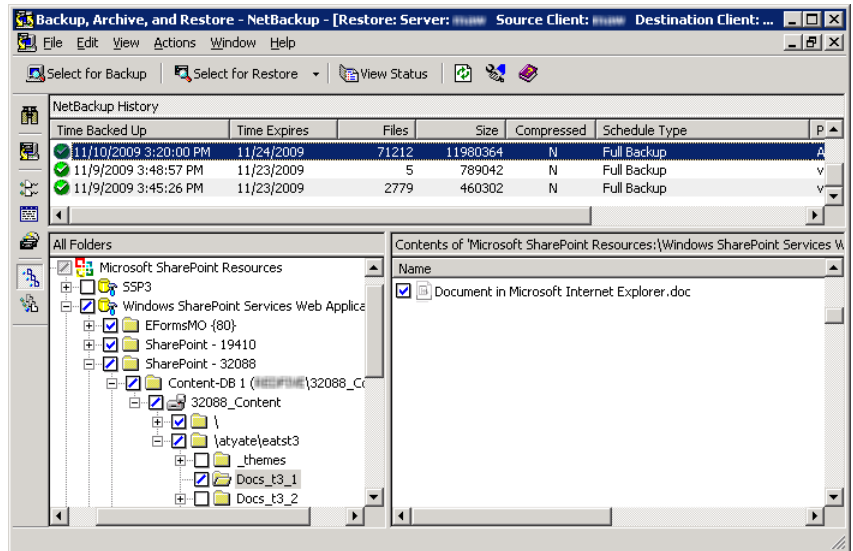 Backup, Archive, and Restore - NetBackup - [Restore: Server: Source Client: Destination Client: ...
File Edit View Actions Window Help
Select for Backup Select for Restore View Status
NetBackup History
Time Backed Up Time Expires Files Size Compressed Schedule Type P
11/10/2009 3:20:00 PM 11/24/2009 71212 11980364 N Full Backup A
11/9/2009 3:48:57 PM 11/23/2009 5 789042 N Full Backup v
11/9/2009 3:45:26 PM 11/23/2009 2779 460302 N Full Backup v
All Folders
Contents of 'Microsoft SharePoint Resources:\Windows SharePoint Services W
Microsoft SharePoint Resources
SSP3
Windows SharePoint Services Web Applica
EFormsMO {80}
SharePoint - 19410
SharePoint - 32088
Content-DB 1 ( \32088_Co
32088_Content
\
\atyate\eatst3
_themes
Docs_t3_1
Docs_t3_2
Name
Document in Microsoft Internet Explorer.doc